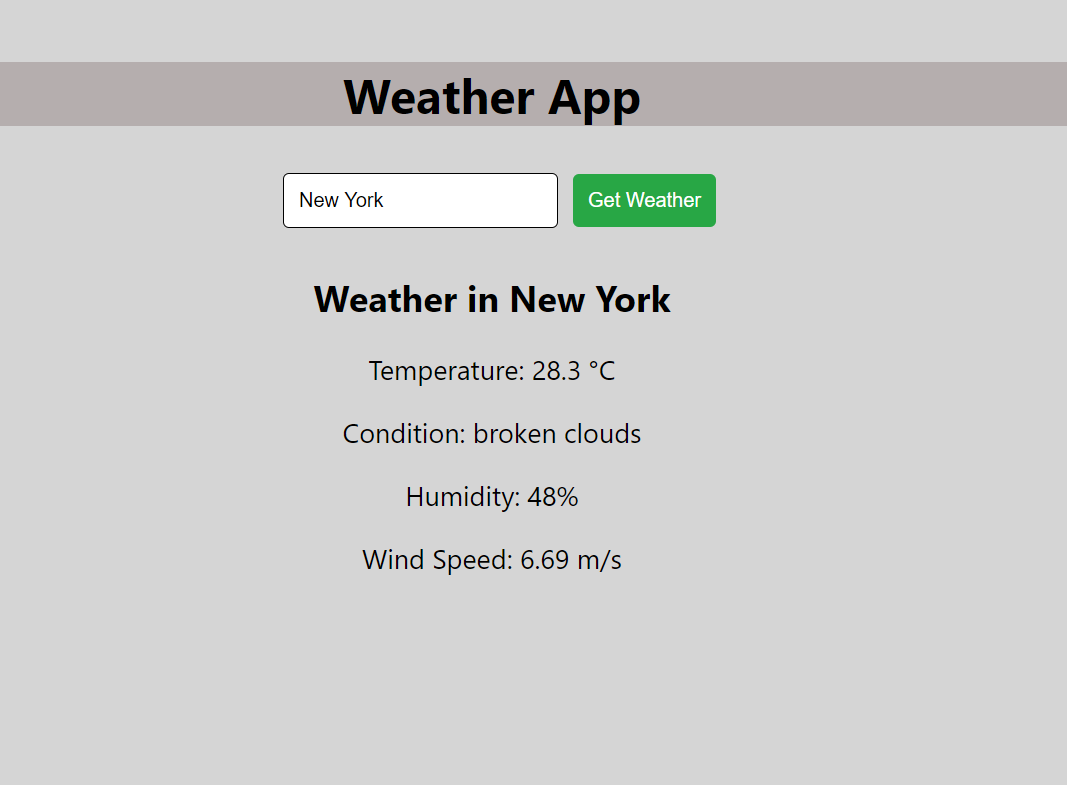 Weather App
New York
Get Weather
Weather in New York
Temperature: 28.3 °C
Condition: broken clouds
Humidity: 48%
Wind Speed: 6.69 m/s